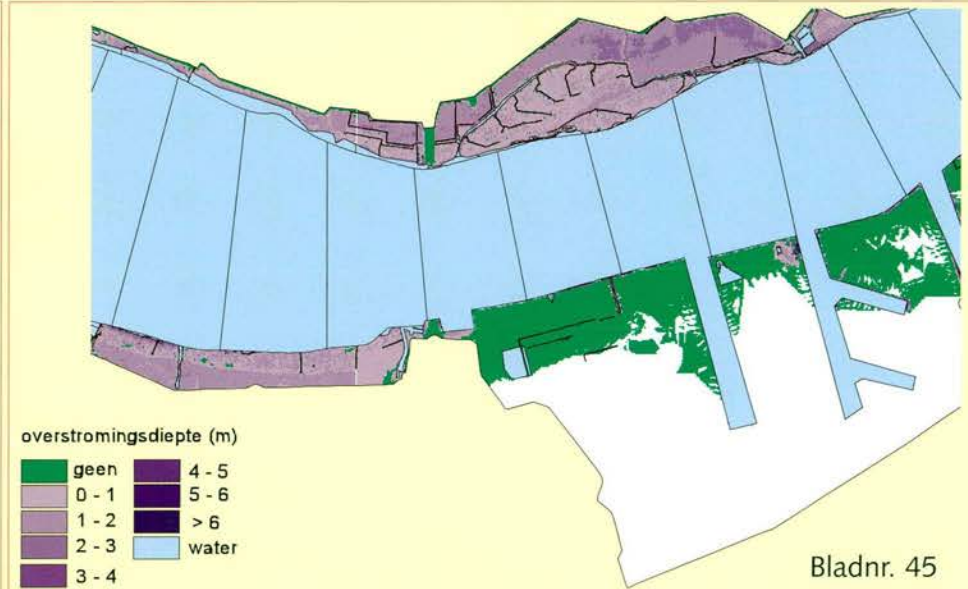 overstromingsdiepte (m)
geen
0 - 1
1 - 2
2 - 3
3 - 4
4 - 5
5 - 6
> 6
water
Bladnr. 45